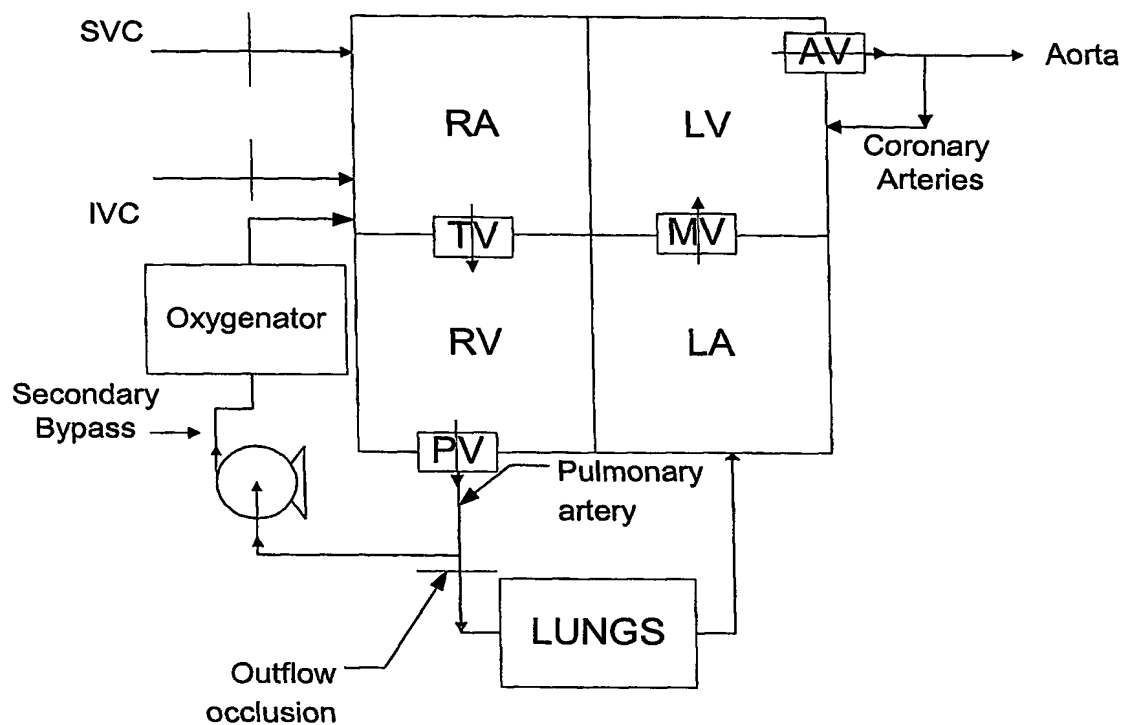 SVC
AV
Aorta
RA
LV
Coronary
Arteries
IVC
TV
MV
Oxygenator
RV
LA
Secondary
Bypass
PV
Pulmonary
artery
LUNGS
Outflow
occlusion